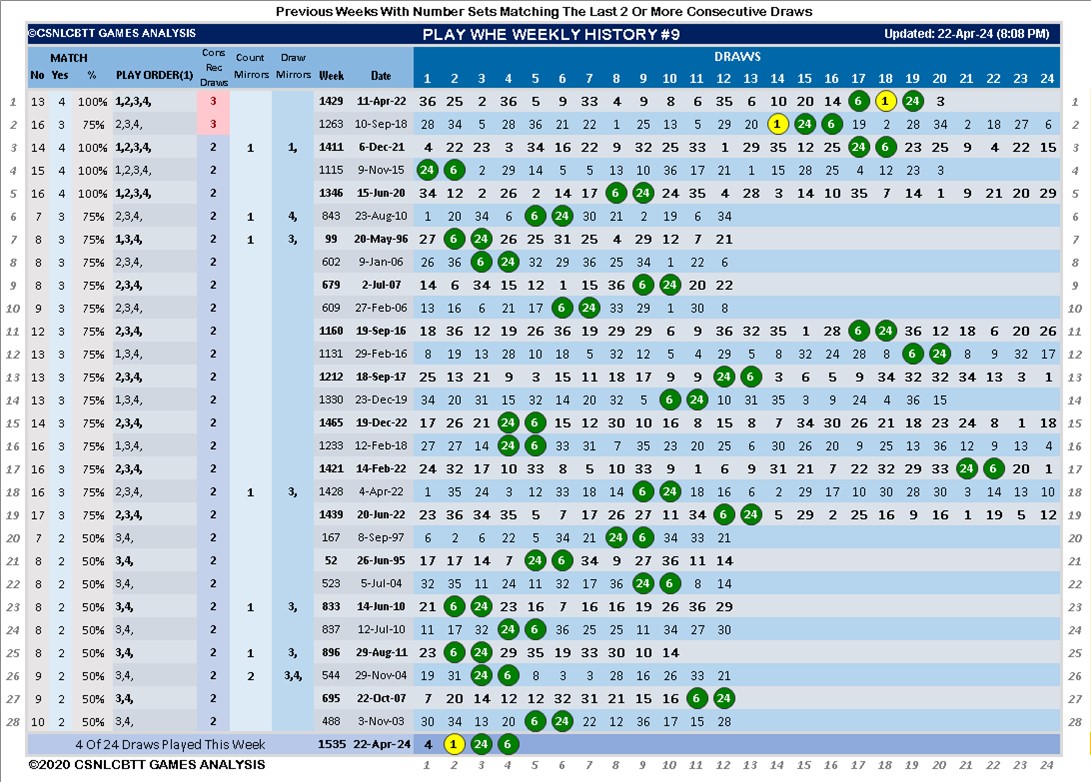 Previous Weeks With Number Sets Matching The Last 2 Or More Consecutive Draws
©CSNLCBTT GAMES ANALYSIS PLAY WHE WEEKLY HISTORY #9 Updated: 22-Apr-24 (8:08 PM)
MATCH Cons Rec Draws Count Mirrors Draw Mirrors DRAWS
No Yes % PLAY ORDER(1) Week Date 1 2 3 4 5 6 7 8 9 10 11 12 13 14 15 16 17 18 19 20 21 22 23 24
1 13 4 100% 1,2,3,4, 3 1429 11-Apr-22 36 25 2 36 5 9 33 4 9 8 6 35 6 10 20 14 6 1 24 3 1
2 16 3 75% 2,3,4, 3 1263 10-Sep-18 28 34 5 28 36 21 22 1 25 13 5 29 20 1 24 16 19 2 28 34 2 18 27 6 2
3 14 4 100% 1,2,3,4, 2 1 1, 1411 6-Dec-21 4 22 23 3 34 16 22 9 32 25 33 1 29 35 12 25 24 6 23 25 9 4 22 15 3
4 15 4 100% 1,2,3,4, 2 1115 9-Nov-15 24 6 2 29 14 5 5 13 10 36 17 21 1 15 28 25 4 12 23 3 4
5 16 4 100% 1,2,3,4, 2 1346 15-Jun-20 34 12 2 26 2 14 17 6 24 24 35 4 28 3 14 10 35 7 14 1 9 21 20 29 5
6 7 3 75% 2,3,4, 2 1 4, 843 23-Aug-10 1 20 34 6 6 24 30 21 2 19 6 34 6
7 8 3 75% 1,3,4, 2 1 3, 99 20-May-96 27 6 24 26 25 31 25 4 29 12 7 21 7
8 8 3 75% 2,3,4, 2 602 9-Jan-06 26 36 6 24 32 29 36 25 34 1 22 6 8
9 8 3 75% 2,3,4, 2 679 2-Jul-07 14 6 34 15 12 1 15 36 6 24 20 22 9
10 9 3 75% 2,3,4, 2 609 27-Feb-06 13 16 6 21 17 6 24 33 29 1 30 8 10
11 12 3 75% 2,3,4, 2 1160 19-Sep-16 18 36 12 19 26 36 19 29 29 6 9 36 32 35 1 28 6 24 36 12 18 6 20 26 11
12 13 3 75% 1,3,4, 2 1131 29-Feb-16 8 19 13 28 10 18 5 32 12 5 4 29 5 8 32 24 28 8 6 24 8 9 32 17 12
13 13 3 75% 2,3,4, 2 1212 18-Sep-17 25 13 21 9 3 15 11 18 17 9 9 24 6 3 6 5 9 34 32 32 34 13 3 1 13
14 13 3 75% 1,3,4, 2 1330 23-Dec-19 34 20 31 15 32 14 20 32 5 6 24 10 31 35 3 9 24 4 36 15 14
15 14 3 75% 2,3,4, 2 1465 19-Dec-22 17 26 21 24 6 15 12 30 10 16 8 15 8 7 34 30 26 21 18 23 24 8 1 18 15
16 16 3 75% 1,3,4, 2 1233 12-Feb-18 27 27 14 24 6 33 31 7 35 23 20 25 6 30 26 20 9 25 13 36 12 9 13 4 16
17 16 3 75% 2,3,4, 2 1421 14-Feb-22 24 32 17 10 33 8 5 10 33 9 1 6 9 31 21 7 22 32 29 33 24 6 20 1 17
18 16 3 75% 2,3,4, 2 1 3, 1428 4-Apr-22 1 35 24 3 12 33 18 14 6 24 18 16 6 2 29 17 10 30 28 30 3 14 13 10 18
19 17 3 75% 2,3,4, 2 1439 20-Jun-22 23 36 34 35 5 7 17 26 27 11 34 6 24 5 29 2 25 16 9 16 1 19 5 12 19
20 7 2 50% 3,4, 2 167 8-Sep-97 6 2 6 22 5 34 21 24 6 34 33 21 20
21 8 2 50% 3,4, 2 52 26-Jun-95 17 17 14 7 24 6 34 9 27 36 11 14 21
22 8 2 50% 3,4, 2 523 5-Jul-04 32 35 11 24 11 32 17 36 24 6 8 14 22
23 8 2 50% 3,4, 2 1 3, 833 14-Jun-10 21 6 24 23 16 7 16 16 19 26 36 29 23
24 8 2 50% 3,4, 2 837 12-Jul-10 11 17 32 24 6 36 25 25 11 34 27 30 24
25 8 2 50% 3,4, 2 1 3, 896 29-Aug-11 23 6 24 29 35 19 33 30 10 14 25
26 9 2 50% 3,4, 2 2 3,4, 544 29-Nov-04 19 31 24 6 8 3 3 28 16 26 33 21 26
27 9 2 50% 3,4, 2 695 22-Oct-07 7 20 14 12 12 32 31 21 15 16 6 24 27
28 10 2 50% 3,4, 2 488 3-Nov-03 30 34 13 20 6 24 22 12 36 17 15 28 28
4 Of 24 Draws Played This Week 1535 22-Apr-24 4 1 24 6
©2020 CSNLCBTT GAMES ANALYSIS 1 2 3 4 5 6 7 8 9 10 11 12 13 14 15 16 17 18 19 20 21 22 23 24